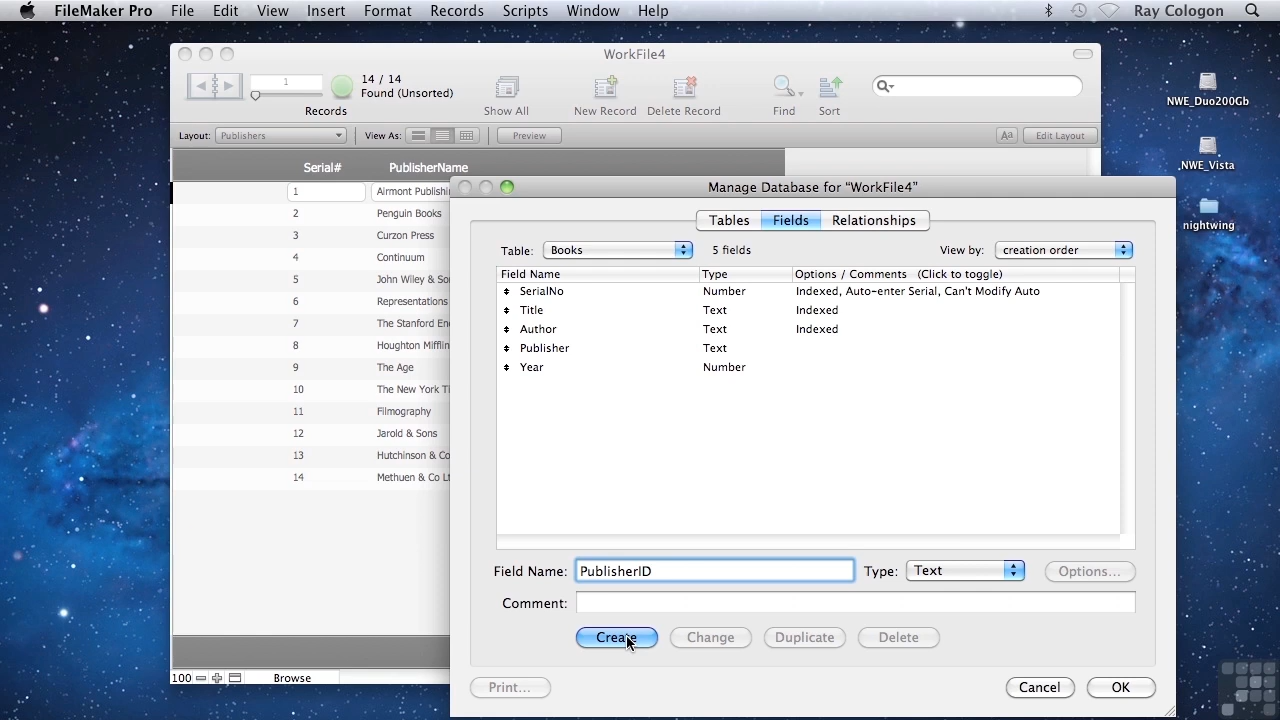 FileMaker Pro File Edit View Insert Format Records Scripts Window Help Ray Cologon
WorkFile4
1
14 / 14
Found (Unsorted)
Records
Show All
New Record
Delete Record
Find
Sort
Layout: Publishers View As: Preview Aa Edit Layout
Serial# PublisherName
1 Airmont Publishi
2 Penguin Books
3 Curzon Press
4 Continuum
5 John Wiley & So
6 Representations
7 The Stanford En
8 Houghton Mifflin
9 The Age
10 The New York Ti
11 Filmography
12 Jarold & Sons
13 Hutchinson & Co
14 Methuen & Co Lt
100 Browse
Manage Database for “WorkFile4”
Tables Fields Relationships
Table: Books 5 fields View by: creation order
Field Name Type Options / Comments (Click to toggle)
SerialNo Number Indexed, Auto-enter Serial, Can't Modify Auto
Title Text Indexed
Author Text Indexed
Publisher Text
Year Number
Field Name: PublisherID Type: Text Options...
Comment:
Create Change Duplicate Delete
Print... Cancel OK
NWE_Duo200Gb
NWE_Vista
nightwing